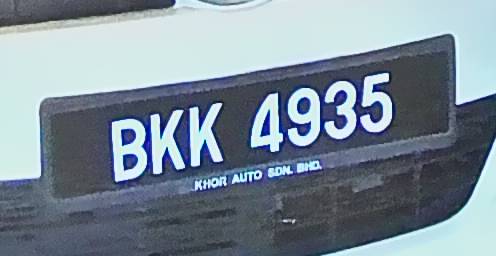 BKK 4935
KHOR AUTO SDN. BHD.